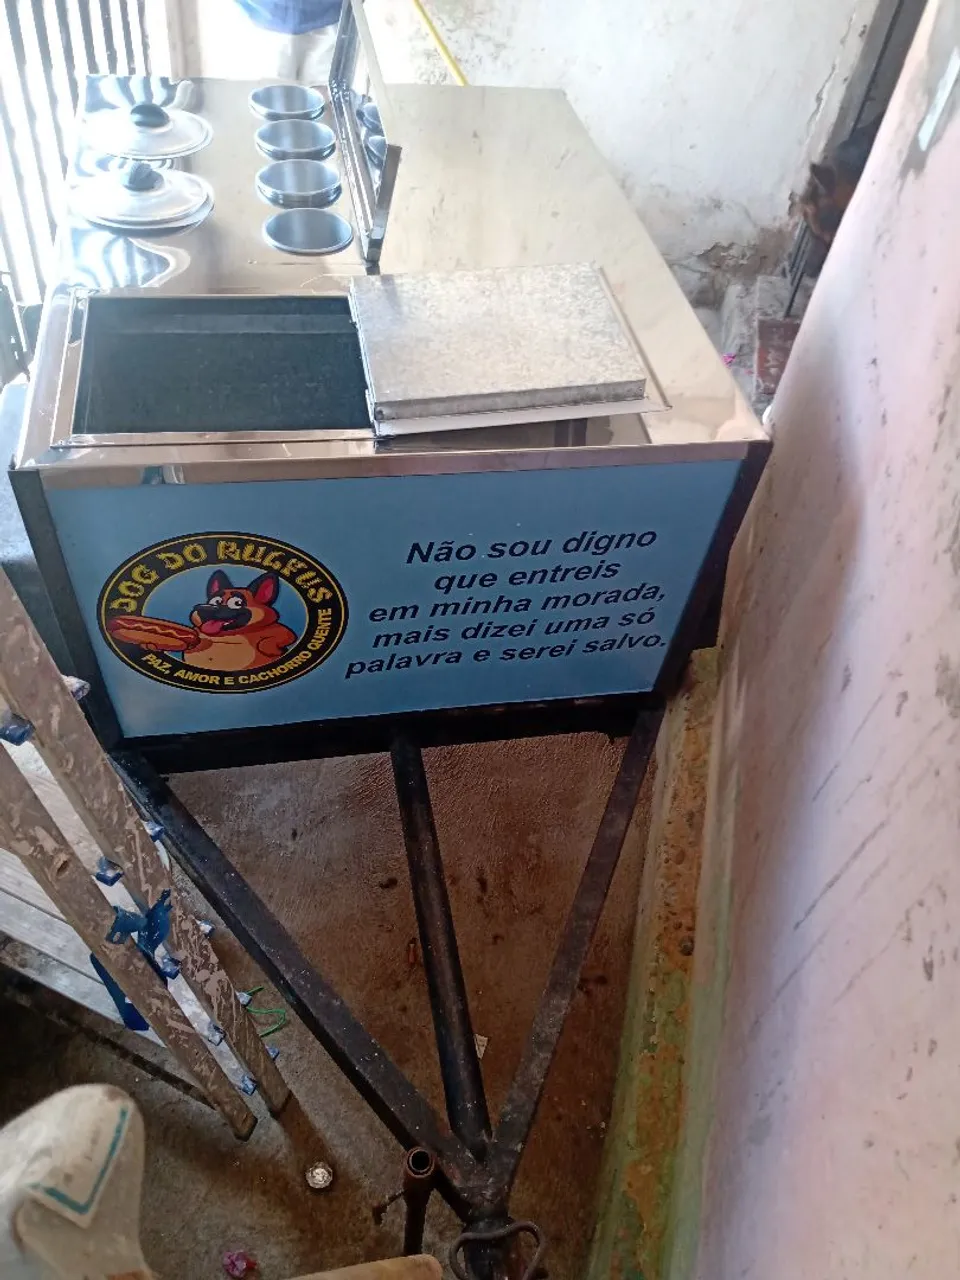 DOG DO RUGFUS
PAZ, AMOR E CACHORRO QUENTE
Não sou digno
que entreis
em minha morada,
mais dizei uma só
palavra e serei salvo.